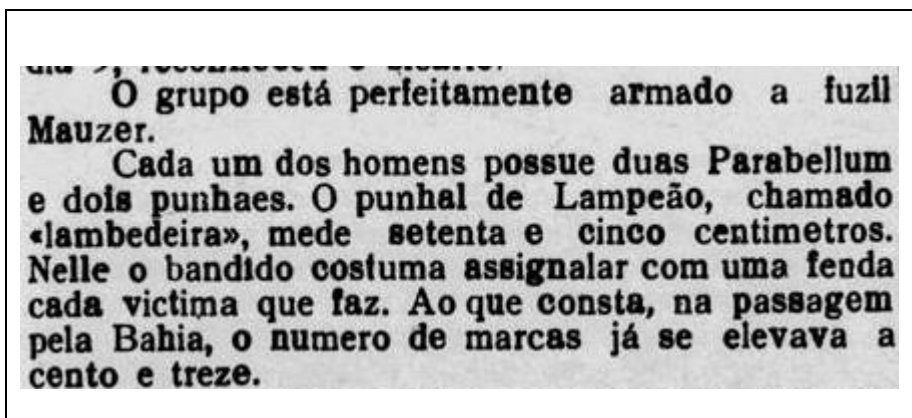 O grupo está perfeitamente armado a fuzil
Mauzer.
Cada um dos homens possue duas Parabellum
e dois punhaes. O punhal de Lampeão, chamado
«lambedeira», mede setenta e cinco centimetros.
Nelle o bandido costuma assignalar com uma fenda
cada victima que faz. Ao que consta, na passagem
pela Bahia, o numero de marcas já se elevava a
cento e treze.